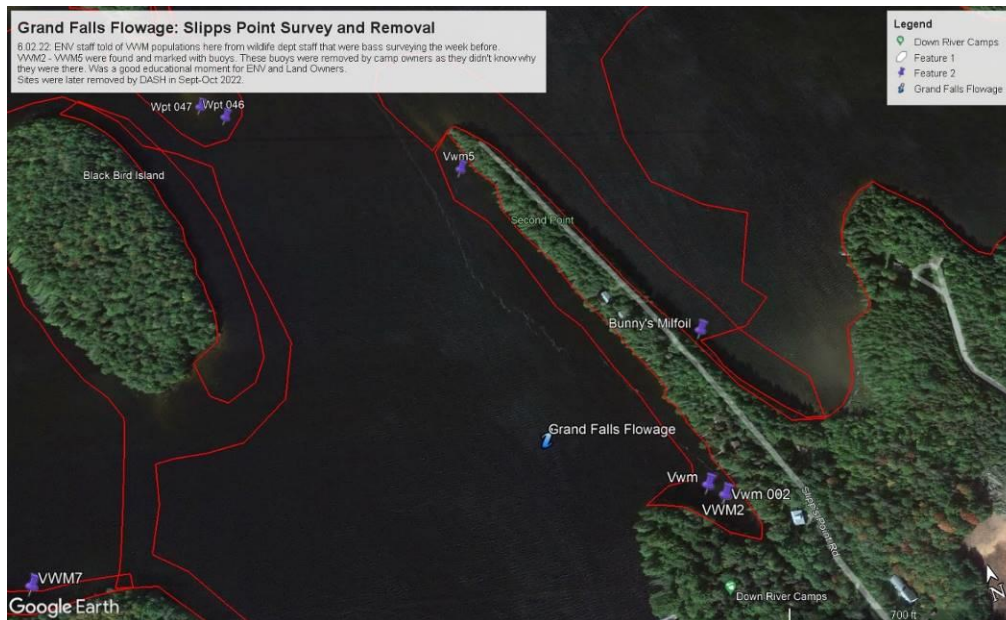 Grand Falls Flowage: Slipps Point Survey and Removal
6.02.22: ENV staff told of VWM populations here from wildlife dept staff that were bass surveying the week before.
VWM2 - VWM5 were found and marked with buoys. These buoys were removed by camp owners as they didn't know why
they were there. Was a good educational moment for ENV and Land Owners.
Sites were later removed by DASH in Sept-Oct 2022.
Legend
Down River Camps
Feature 1
Feature 2
Grand Falls Flowage
Wpt 047
Wpt 046
Black Bird Island
Vwm5
Second Point
Bunny's Milfoil
Grand Falls Flowage
Vwm
Vwm 002
VWM2
Slipp's Point Rd
VWM7
Down River Camps
Google Earth
700 ft
N